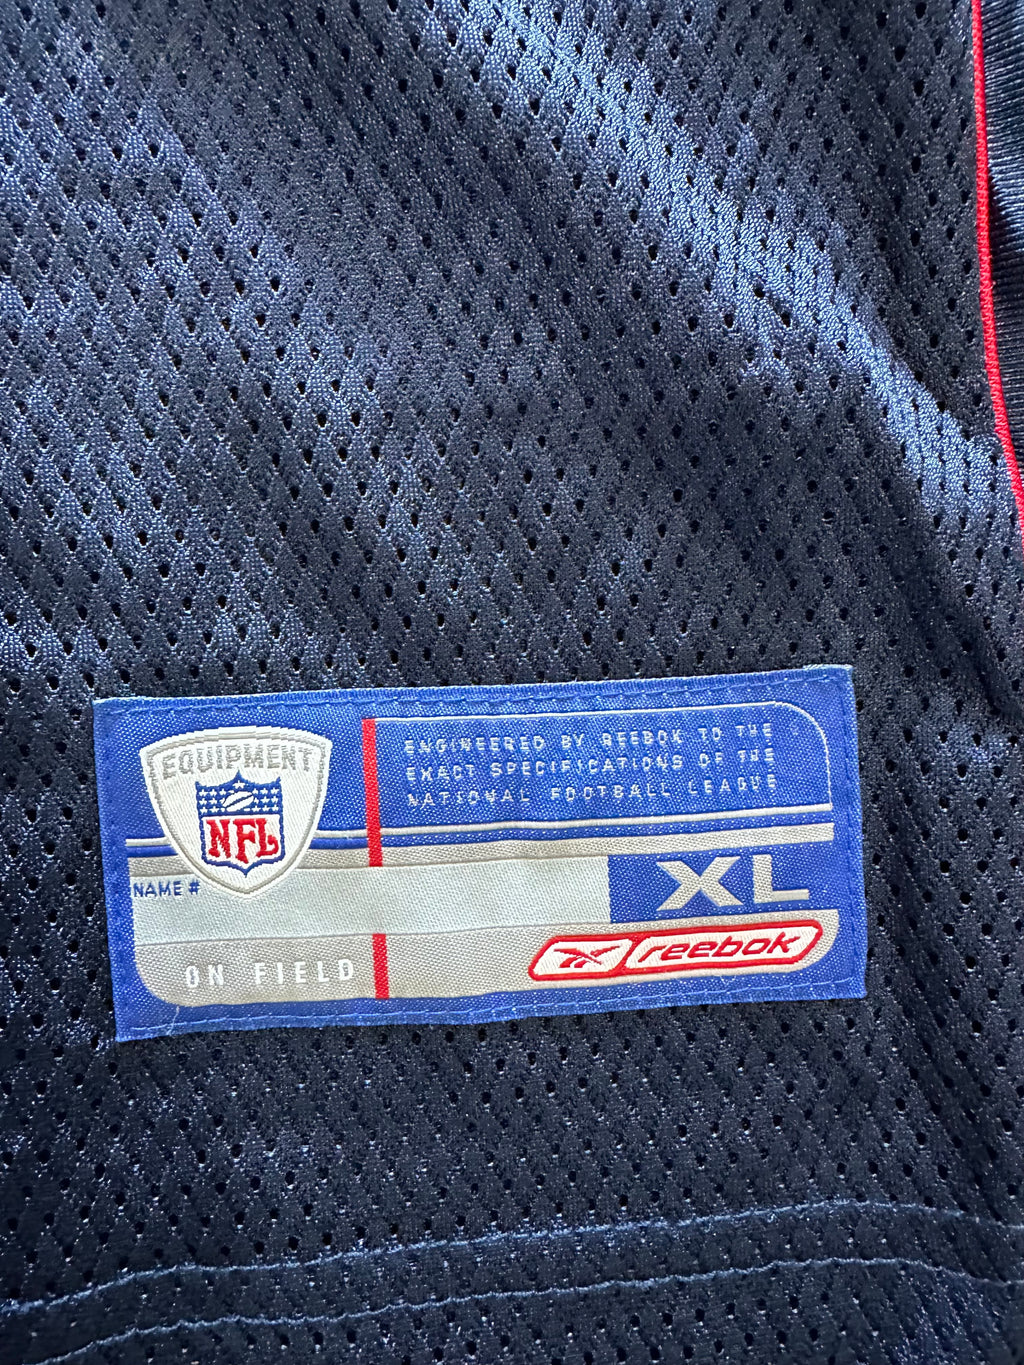 EQUIPMENT
NFL
ENGINEERED BY REEBOK TO THE
EXACT SPECIFICATIONS OF THE
NATIONAL FOOTBALL LEAGUE
NAME #
XL
ON FIELD
reebok